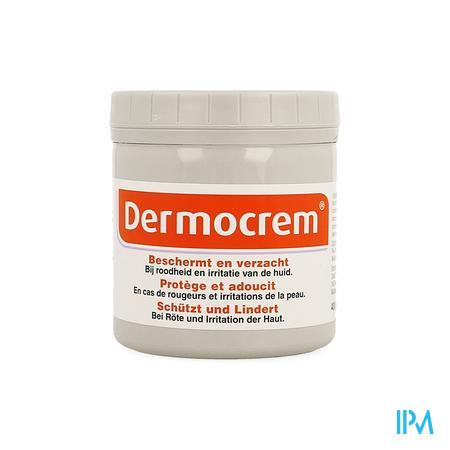 Dermocrem®
Beschermt en verzacht
Bij roodheid en irritatie van de huid.
Protège et adoucit
En cas de rougeurs et irritations de la peau.
Schützt und Lindert
Bei Röte und Irritation der Haut.
IPM